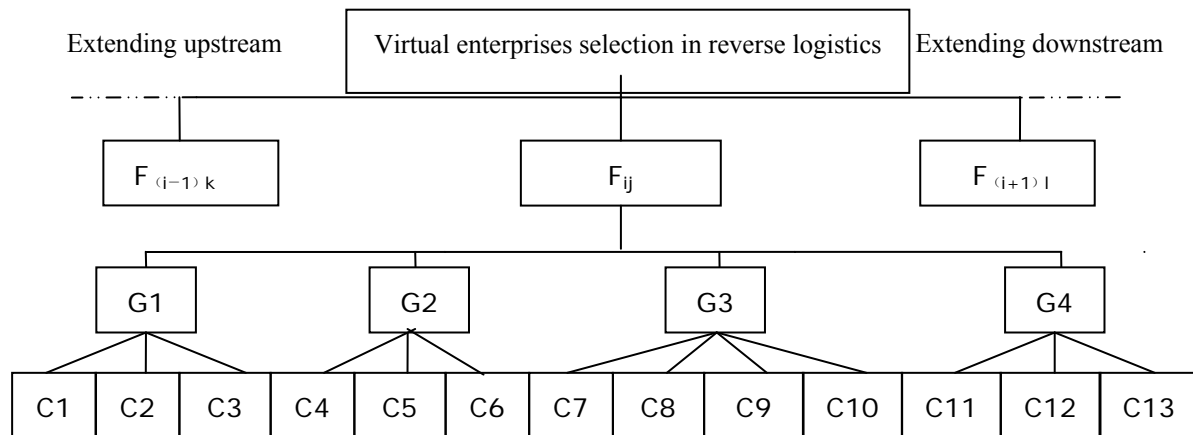 Extending upstream
Virtual enterprises selection in reverse logistics
Extending downstream
F（i−1）k
Fij
F（i+1）l
G1
G2
G3
G4
C1
C2
C3
C4
C5
C6
C7
C8
C9
C10
C11
C12
C13